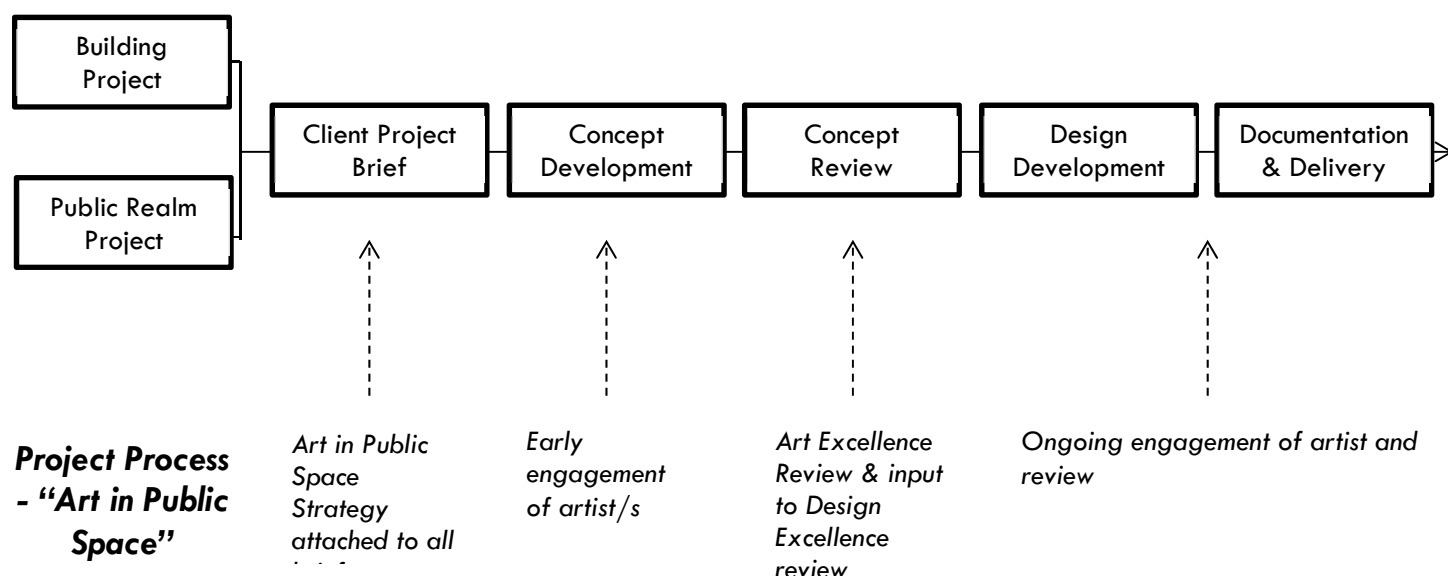 Building
Project
Public Realm
Project
Client Project
Brief
Concept
Development
Concept
Review
Design
Development
Documentation
& Delivery
Project Process
- “Art in Public
Space”
Art in Public
Space
Strategy
attached to all
Early
engagement
of artist/s
Art Excellence
Review & input
to Design
Excellence
review
Ongoing engagement of artist and
review